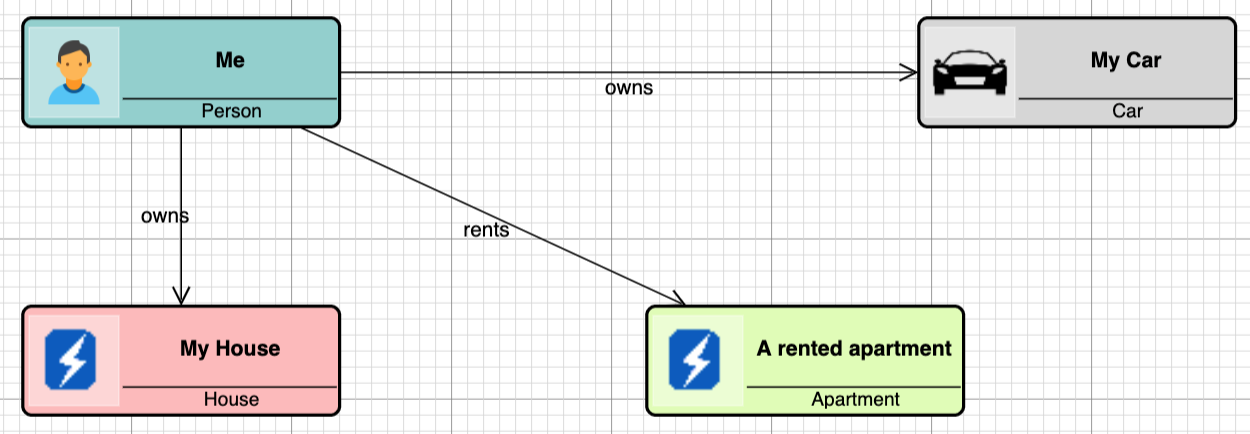 Me
Person
owns
My Car
Car
owns
rents
My House
House
A rented apartment
Apartment